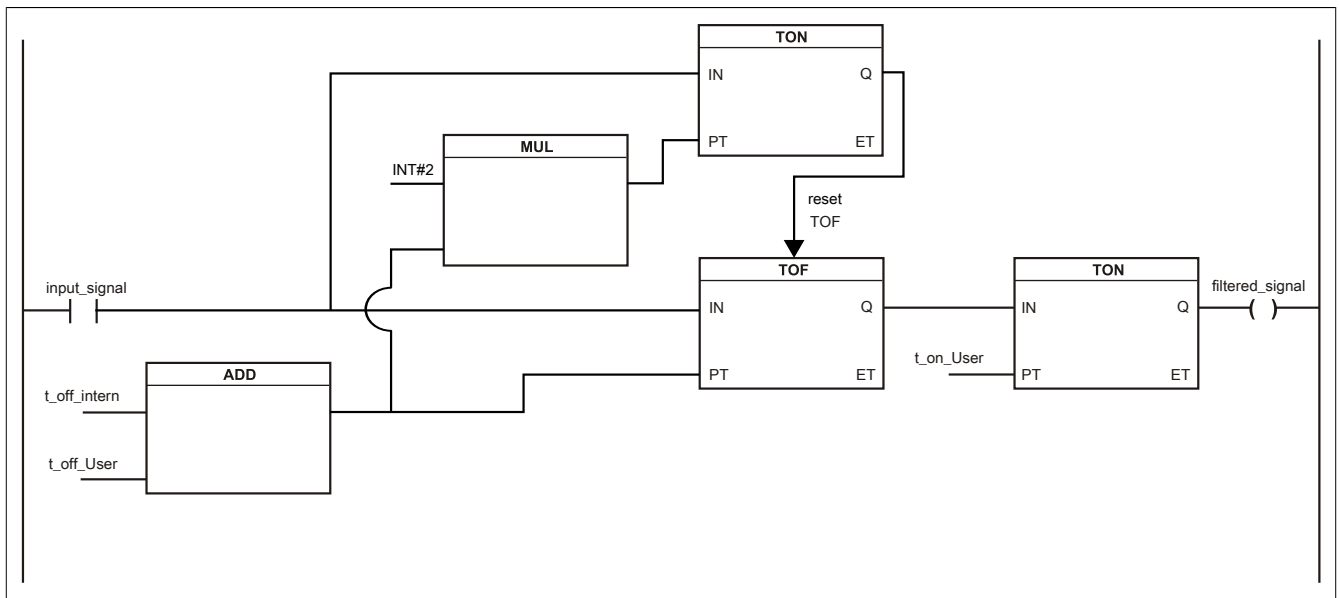 TON
IN Q
PT ET
MUL
INT#2
reset
TOF
input_signal
TOF
IN Q
PT ET
TON
IN Q
t_on_User
PT ET
filtered_signal
ADD
t_off_intern
t_off_User